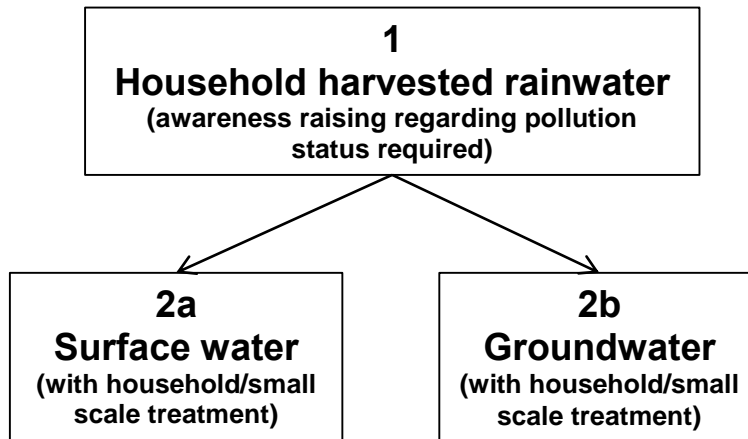 1
Household harvested rainwater
(awareness raising regarding pollution
status required)
2a
Surface water
(with household/small
scale treatment)
2b
Groundwater
(with household/small
scale treatment)